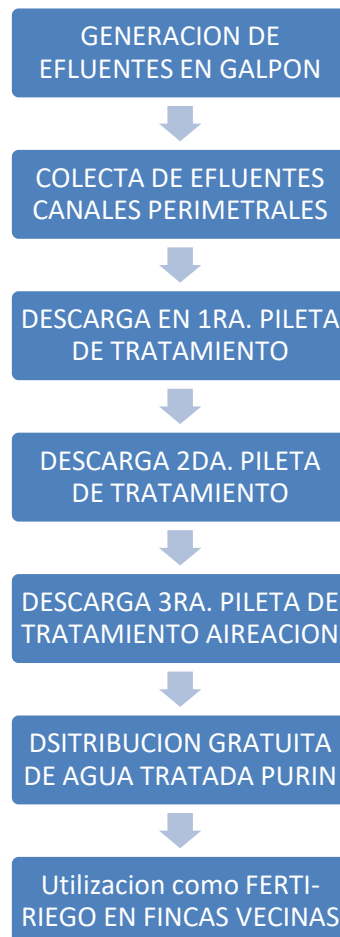 GENERACION DE
EFLUENTES EN GALPON
COLECTA DE EFLUENTES
CANALES PERIMETRALES
DESCARGA EN 1RA. PILETA
DE TRATAMIENTO
DESCARGA 2DA. PILETA
DE TRATAMIENTO
DESCARGA 3RA. PILETA DE
TRATAMIENTO AIREACION
DSITRIBUCION GRATUITA
DE AGUA TRATADA PURIN
Utilizacion como FERTI-
RIEGO EN FINCAS VECINAS